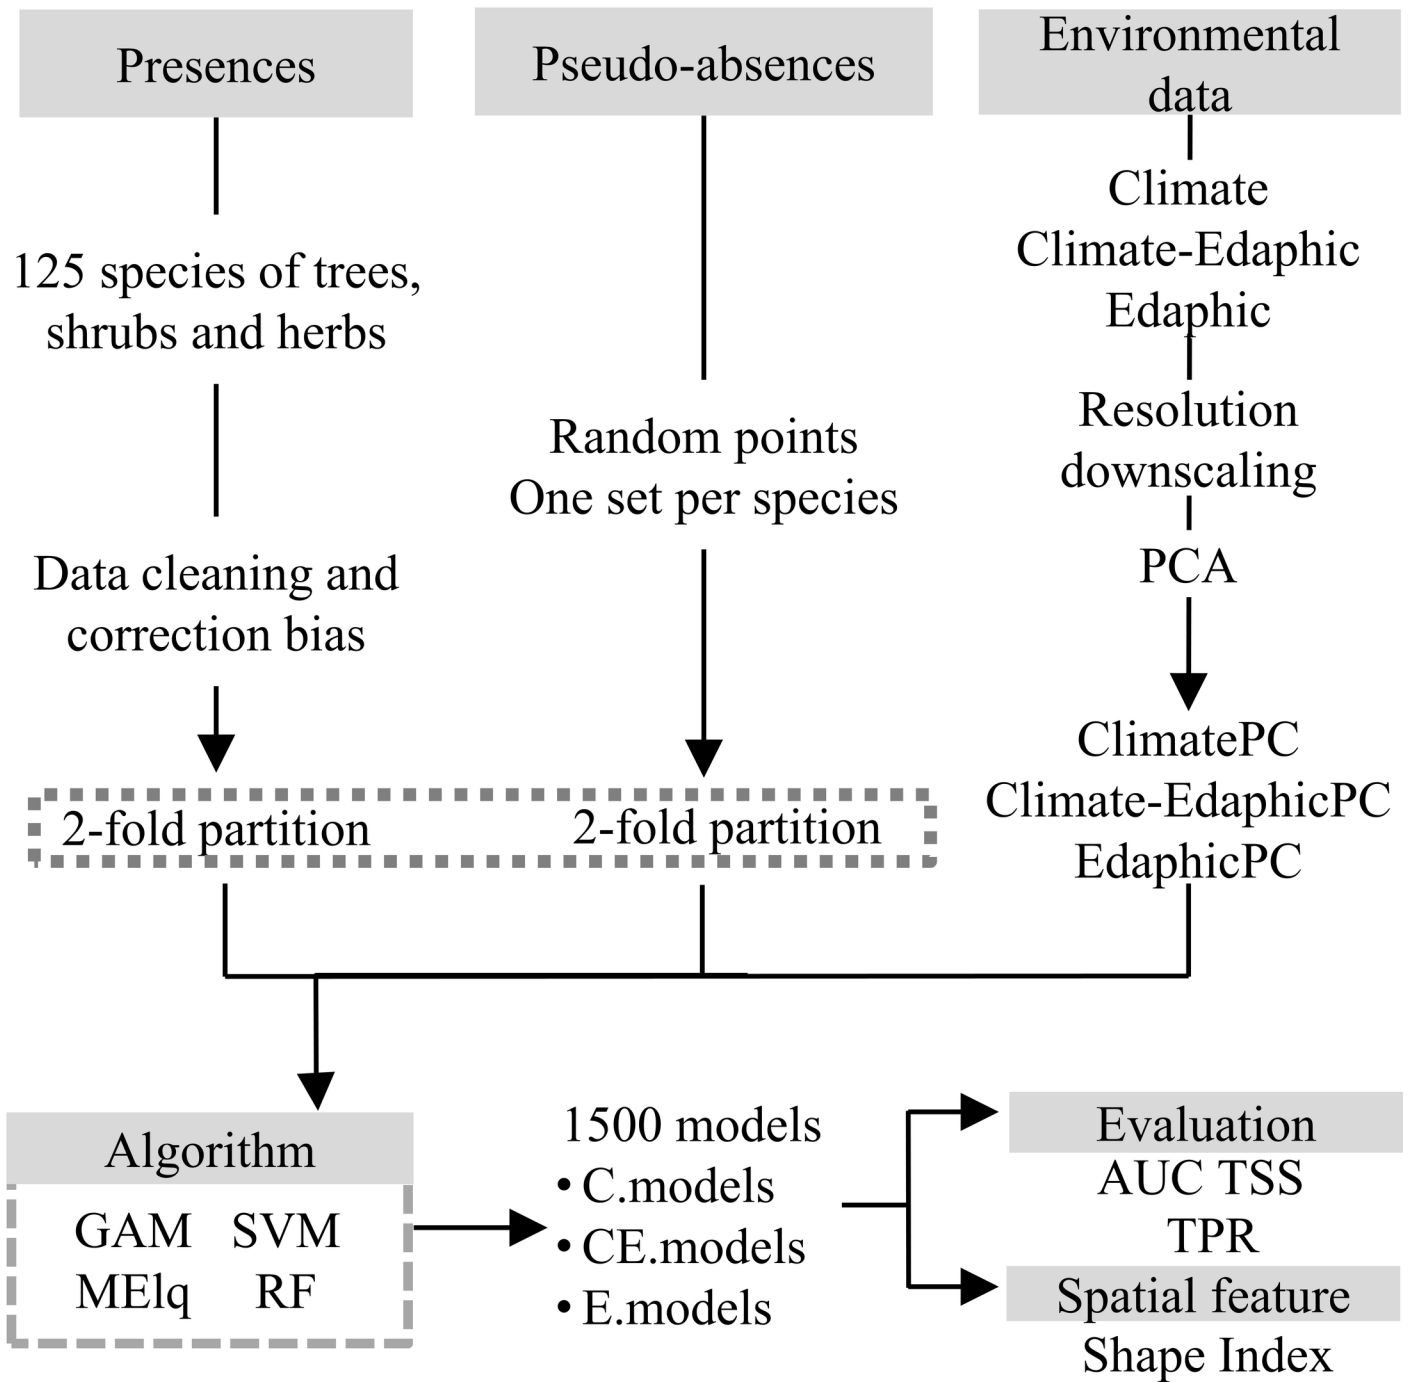 Presences
125 species of trees,
shrubs and herbs
Data cleaning and
correction bias
2-fold partition
Pseudo-absences
Random points
One set per species
2-fold partition
Environmental
data
Climate
Climate-Edaphic
Edaphic
Resolution
downscaling
PCA
ClimatePC
Climate-EdaphicPC
EdaphicPC
Algorithm
GAM SVM
MElq RF
1500 models
• C.models
• CE.models
• E.models
Evaluation
AUC TSS
TPR
Spatial feature
Shape Index